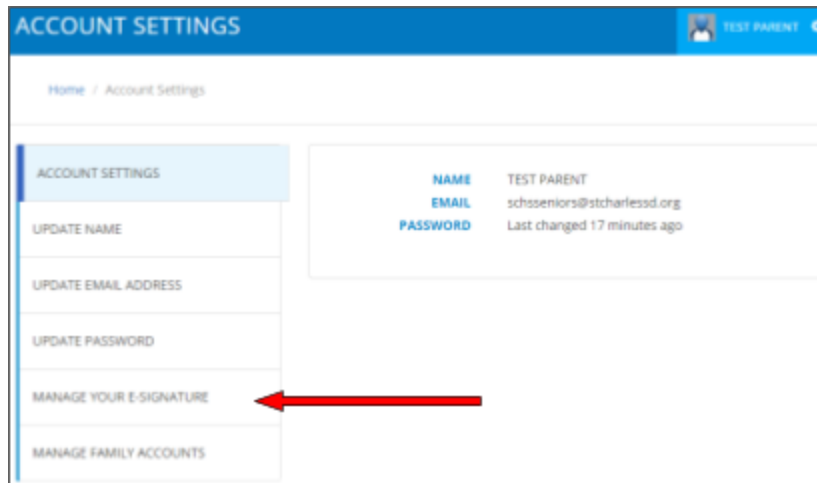 ACCOUNT SETTINGS
TEST PARENT
Home / Account Settings
ACCOUNT SETTINGS
UPDATE NAME
UPDATE EMAIL ADDRESS
UPDATE PASSWORD
MANAGE YOUR E-SIGNATURE
MANAGE FAMILY ACCOUNTS
NAME TEST PARENT
EMAIL schsseniors@stcharlessd.org
PASSWORD Last changed 17 minutes ago